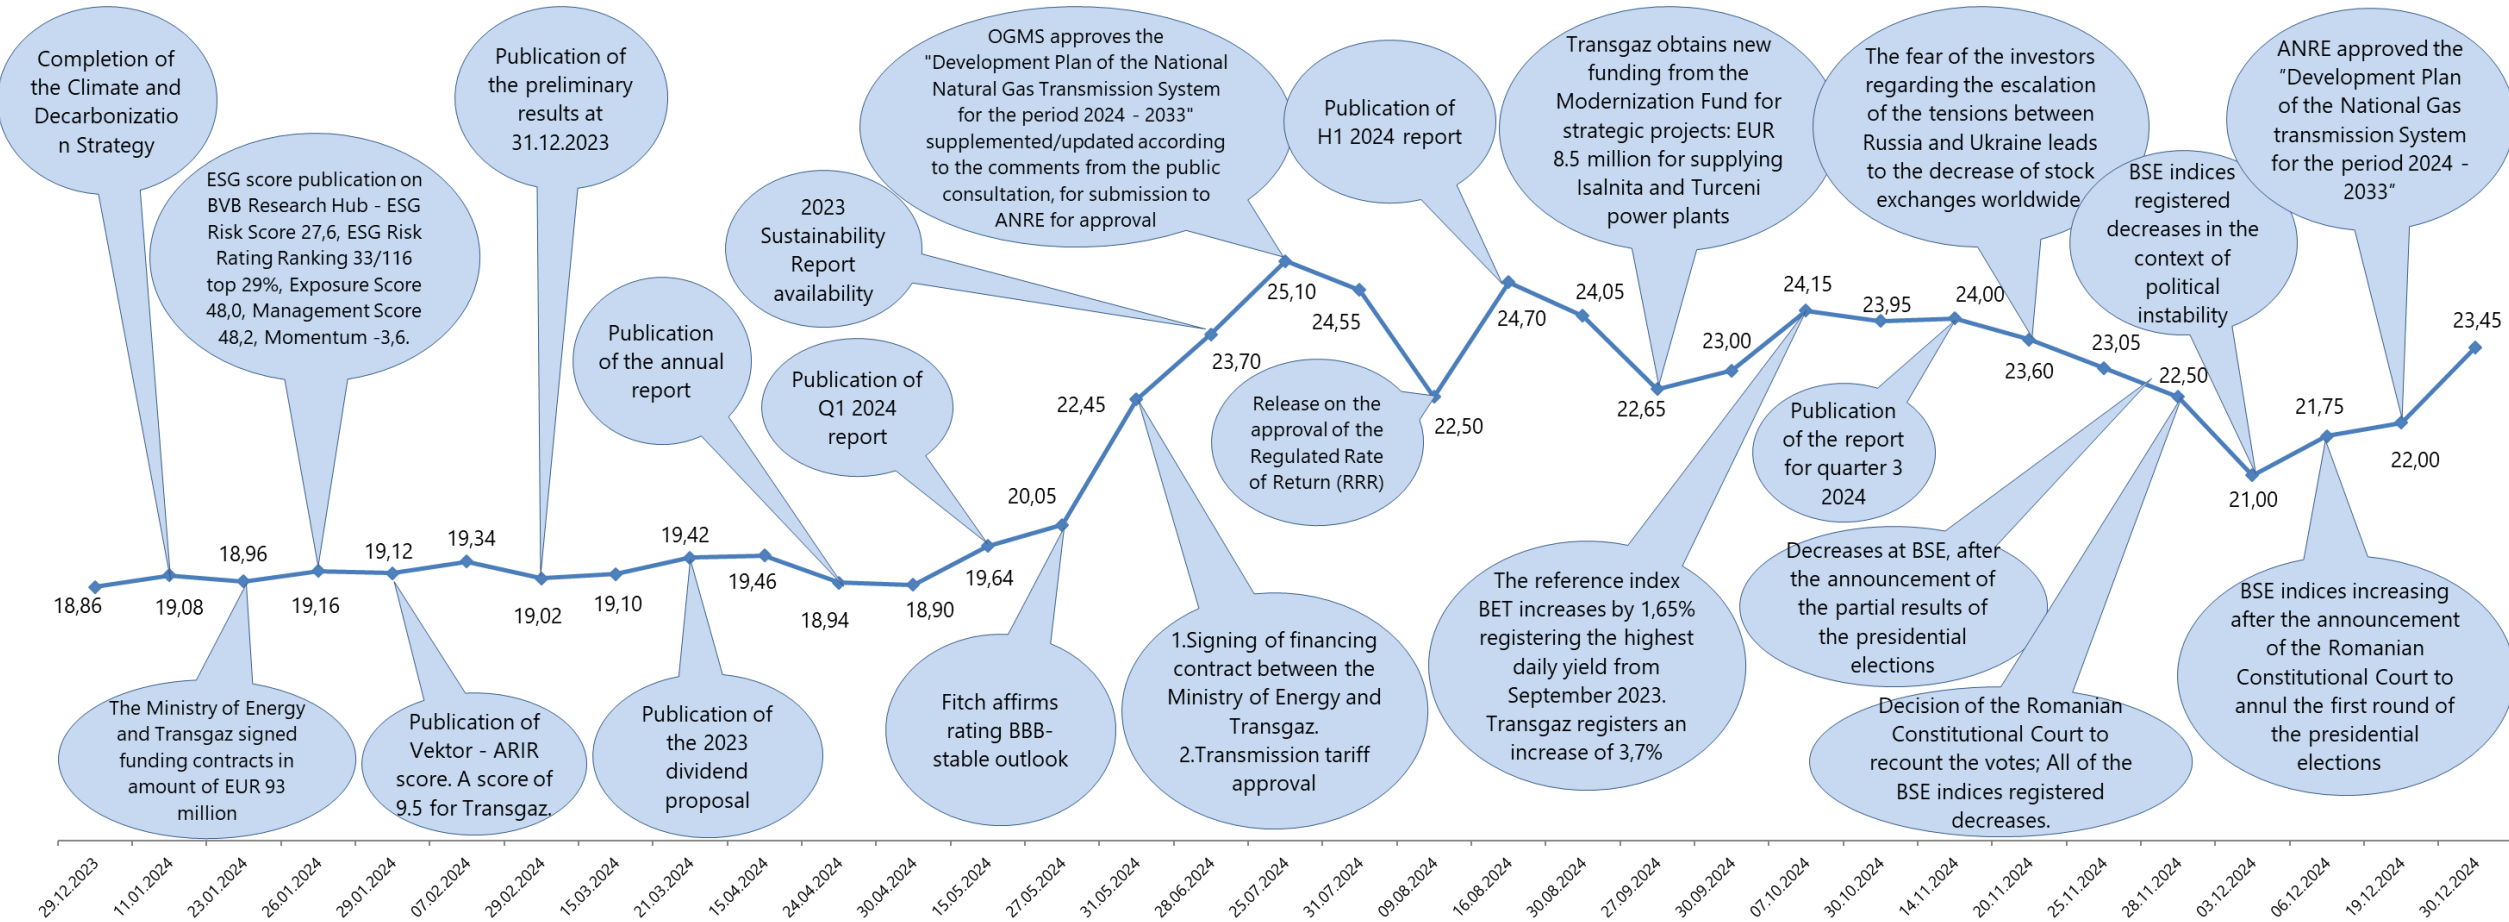 Completion of
the Climate and
Decarbonizatio
n Strategy
ESG score publication on
BVB Research Hub - ESG
Risk Score 27,6, ESG Risk
Rating Ranking 33/116
top 29%, Exposure Score
48,0, Management Score
48,2, Momentum -3,6.
Publication of
the preliminary
results at
31.12.2023
Publication
of the annual
report
2023
Sustainability
Report
availability
Publication of
Q1 2024
report
OGMS approves the
"Development Plan of the National
Natural Gas Transmission System
for the period 2024 - 2033"
supplemented/updated according
to the comments from the public
consultation, for submission to
ANRE for approval
Publication of
H1 2024 report
Release on the
approval of the
Regulated Rate
of Return (RRR)
Transgaz obtains new
funding from the
Modernization Fund for
strategic projects: EUR
8.5 million for supplying
Isalnita and Turceni
power plants
The fear of the investors
regarding the escalation
of the tensions between
Russia and Ukraine leads
to the decrease of stock
exchanges worldwide
BSE indices
registered
decreases in the
context of
political
instability
ANRE approved the
"Development Plan
of the National Gas
transmission System
for the period 2024 -
2033"
18,86
19,08
18,96
19,16
19,12
19,34
19,02
19,10
19,42
19,46
18,94
18,90
19,64
20,05
22,45
23,70
25,10
24,55
22,50
24,70
24,05
22,65
23,00
24,15
23,95
24,00
23,60
23,05
22,50
21,00
21,75
22,00
23,45
The Ministry of Energy
and Transgaz signed
funding contracts in
amount of EUR 93
million
Publication of
Vektor - ARIR
score. A score of
9.5 for Transgaz.
Publication of
the 2023
dividend
proposal
Fitch affirms
rating BBB-
stable outlook
1.Signing of financing
contract between the
Ministry of Energy and
Transgaz.
2.Transmission tariff
approval
The reference index
BET increases by 1,65%
registering the highest
daily yield from
September 2023.
Transgaz registers an
increase of 3,7%
Publication
of the report
for quarter 3
2024
Decreases at BSE, after
the announcement of
the partial results of
the presidential
elections
Decision of the Romanian
Constitutional Court to
recount the votes; All of the
BSE indices registered
decreases.
BSE indices increasing
after the announcement
of the Romanian
Constitutional Court to
annul the first round of
the presidential
elections
29.12.2023
11.01.2024
23.01.2024
26.01.2024
29.01.2024
07.02.2024
29.02.2024
15.03.2024
21.03.2024
15.04.2024
24.04.2024
30.04.2024
15.05.2024
27.05.2024
31.05.2024
28.06.2024
25.07.2024
31.07.2024
09.08.2024
16.08.2024
30.08.2024
27.09.2024
30.09.2024
07.10.2024
30.10.2024
14.11.2024
20.11.2024
25.11.2024
28.11.2024
03.12.2024
06.12.2024
19.12.2024
30.12.2024